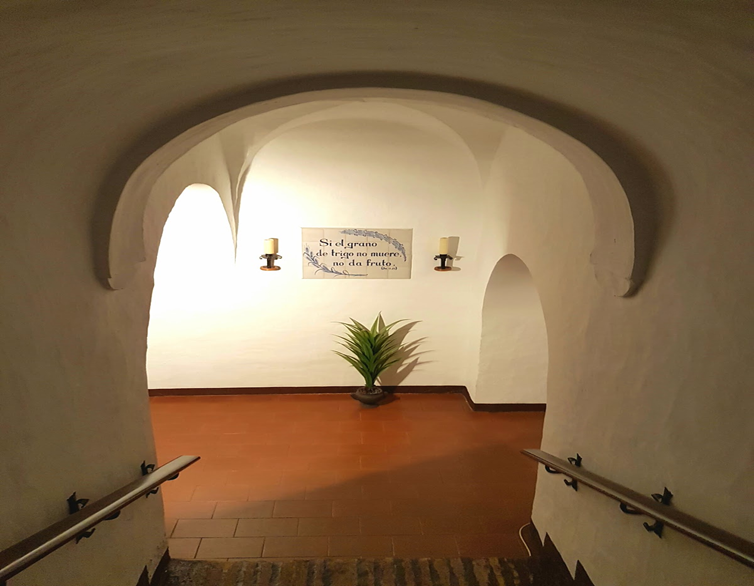 Si el grano
de trigo no muere,
no da fruto.